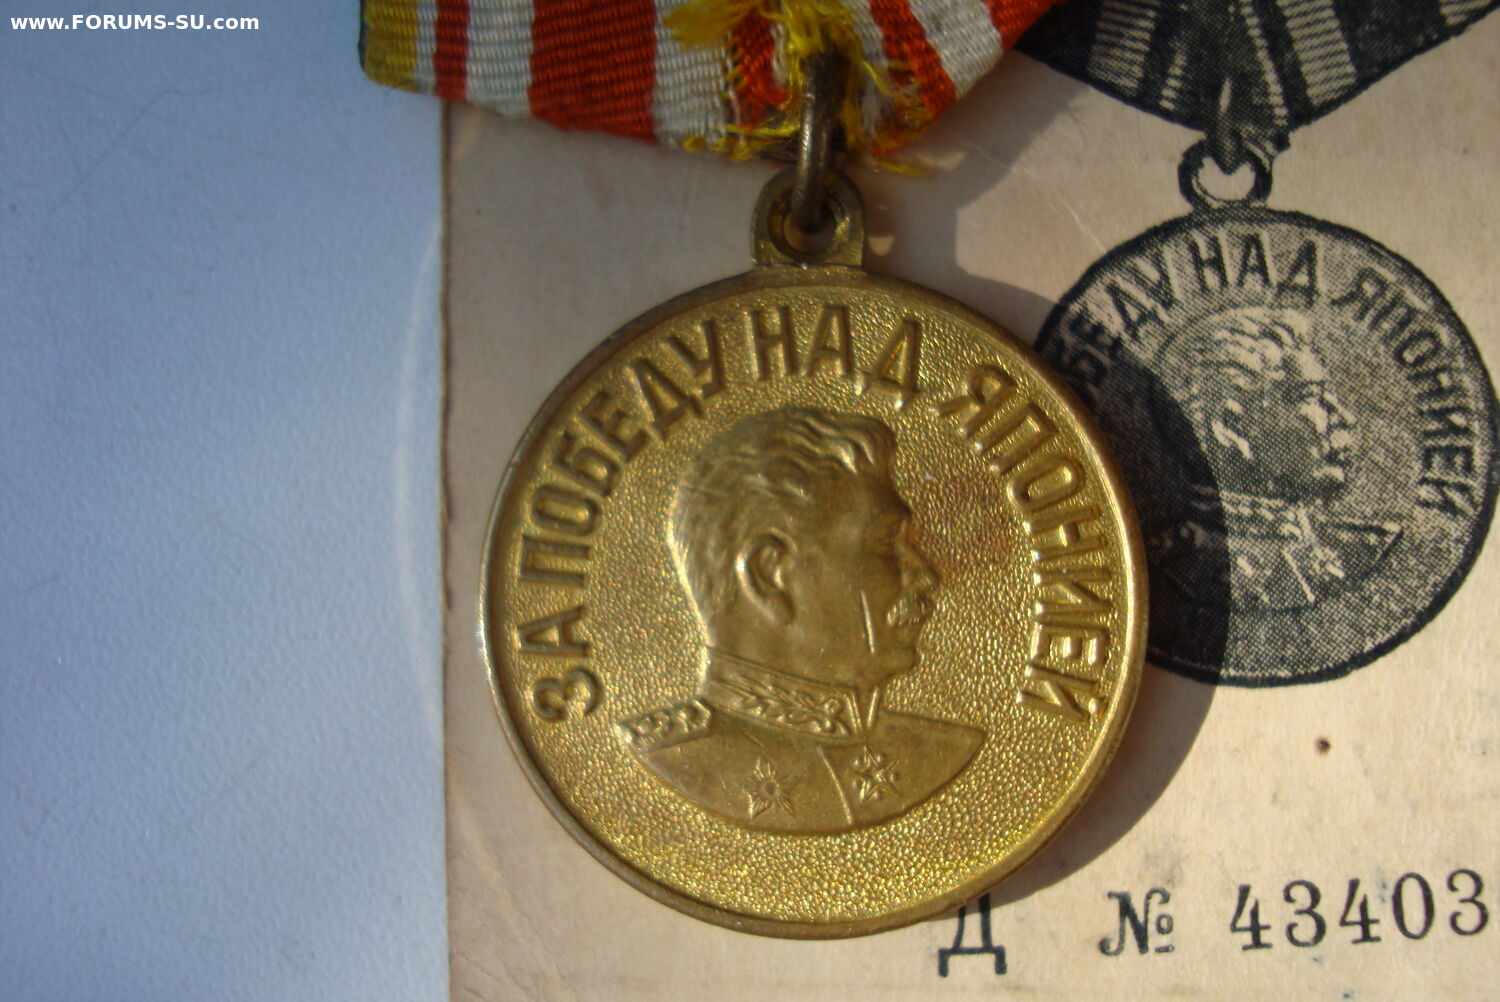 www.FORUMS-SU.com
ЗА ПОБЕДУ НАД ЯПОНИЕЙ
БЕДУ НАД ЯПОНИЕЙ
Д № 43403